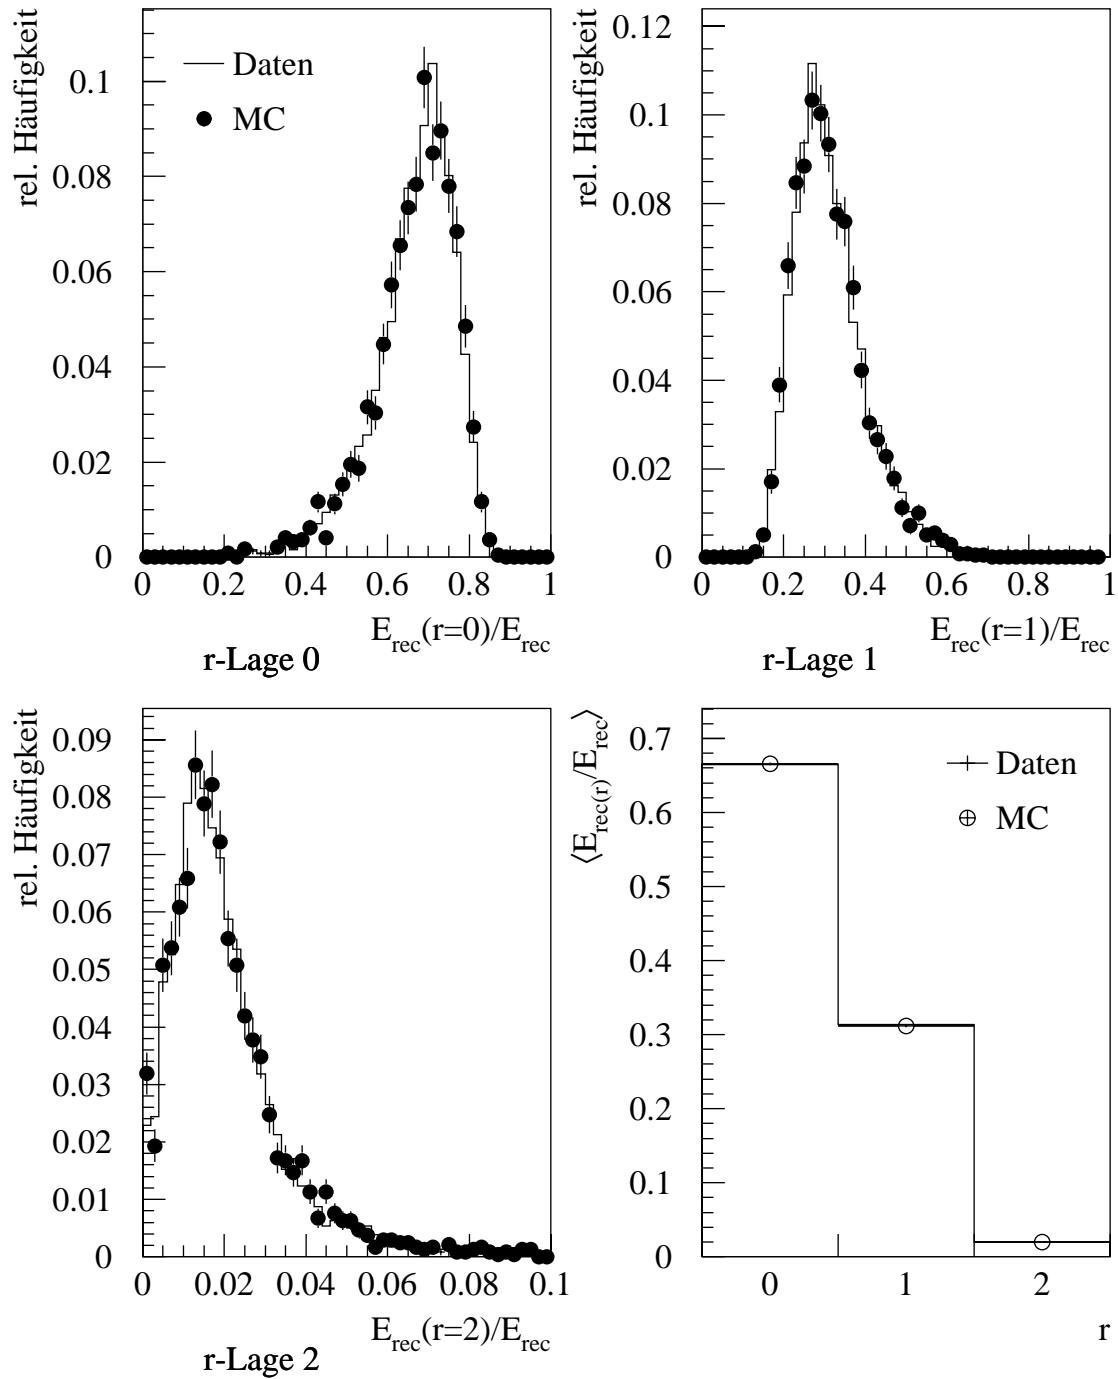 rel. Häufigkeit
Daten
MC
0.1
0.08
0.06
0.04
0.02
0
0 0.2 0.4 0.6 0.8 1
E_rec(r=0)/E_rec
r-Lage 0
rel. Häufigkeit
0.12
0.1
0.08
0.06
0.04
0.02
0
0 0.2 0.4 0.6 0.8 1
E_rec(r=1)/E_rec
r-Lage 1
rel. Häufigkeit
0.09
0.08
0.07
0.06
0.05
0.04
0.03
0.02
0.01
0
0 0.02 0.04 0.06 0.08 0.1
E_rec(r=2)/E_rec
r-Lage 2
⟨E_rec(r)/E_rec⟩
Daten
MC
0.7
0.6
0.5
0.4
0.3
0.2
0.1
0
0 1 2
r